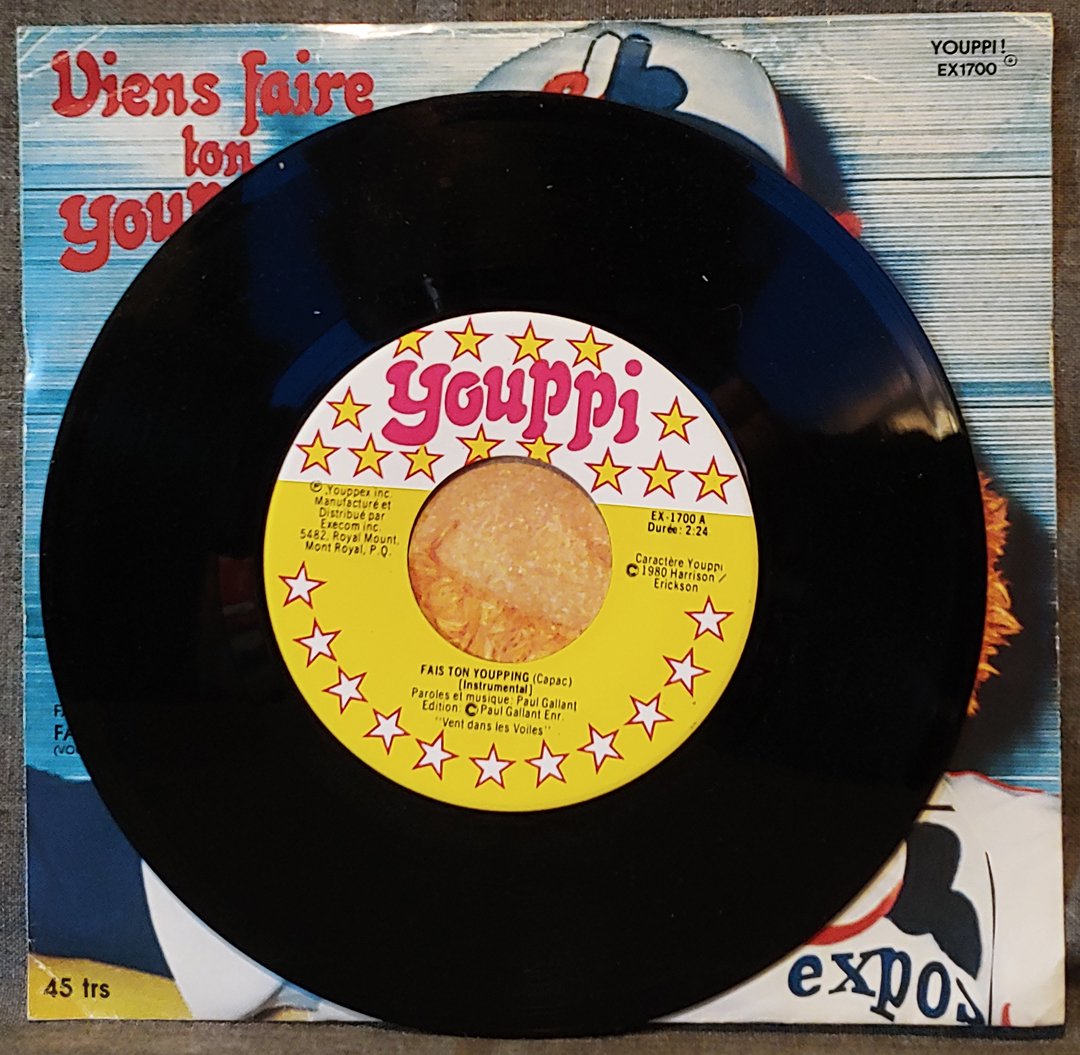 Viens faire
ton
YOUPPI!
EX1700
youppi
℗ Youppex inc.
Manufacturé et
Distribué par
Execom inc.
5482, Royal Mount,
Mont Royal, P.Q.
EX-1700 A
Durée: 2:24
Caractère Youppi
©1980 Harrison /
Erickson
FAIS TON YOUPPING (Capac)
(Instrumental)
Paroles et musique: Paul Gallant
Edition: © Paul Gallant Enr.
"Vent dans les Voiles"
45 trs
expos